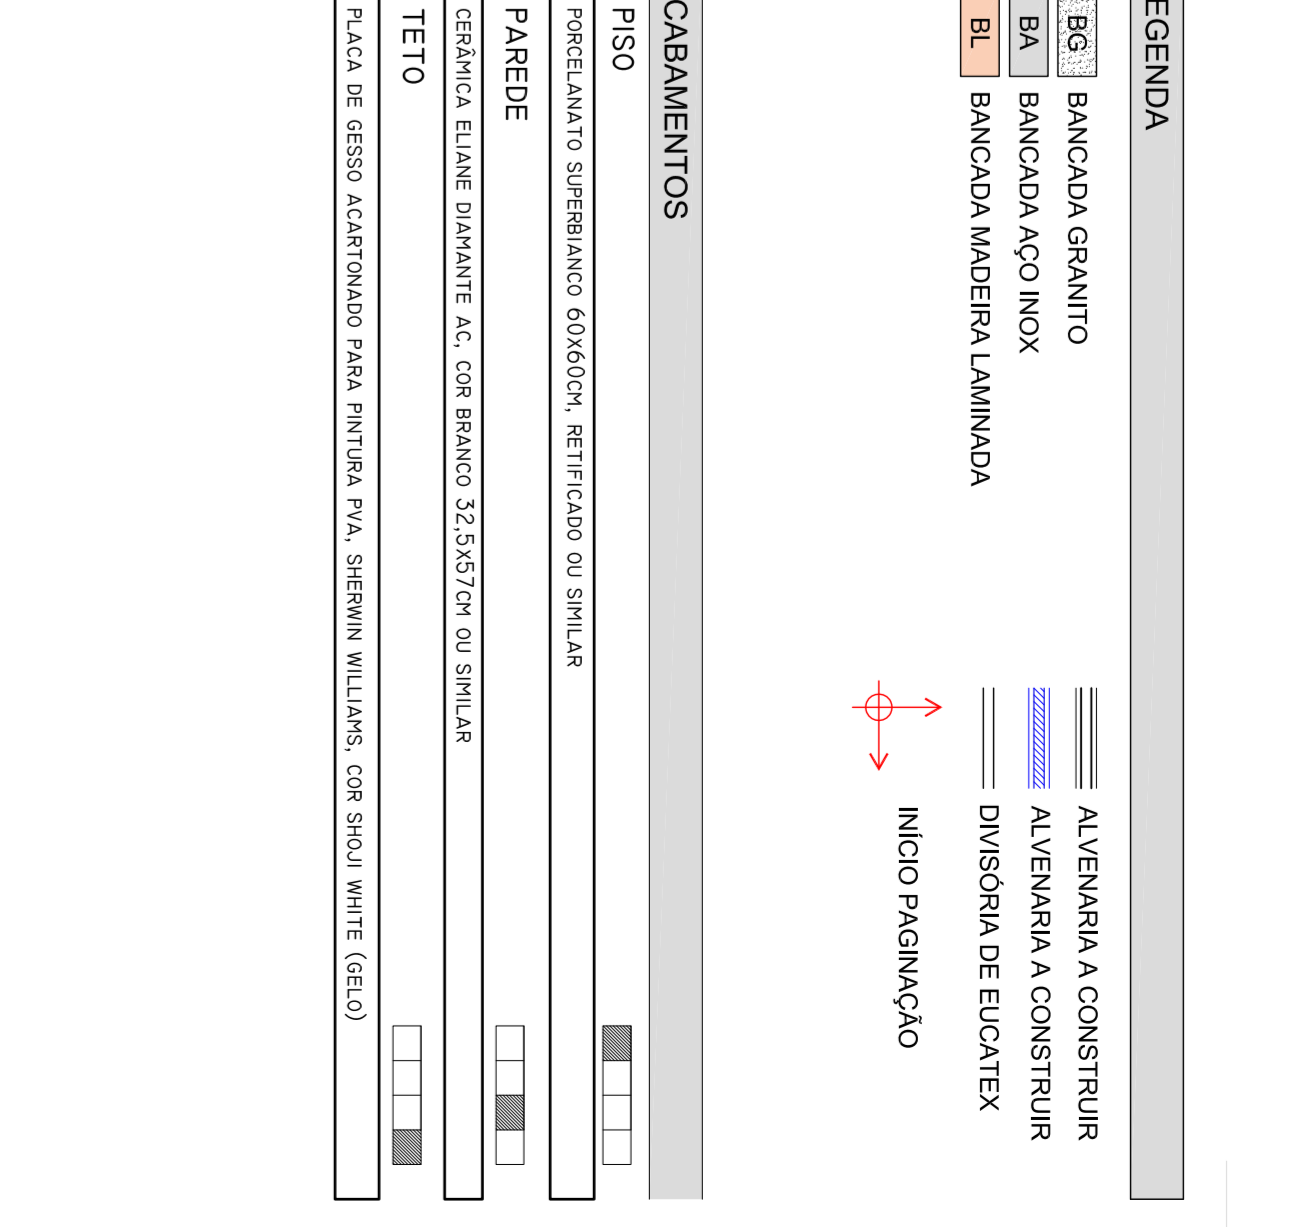 EGENDA
BG BANCADA GRANITO
BA BANCADA AÇO INOX
BL BANCADA MADEIRA LAMINADA
ALVENARIA A CONSTRUIR
ALVENARIA A CONSTRUIR
DIVISÓRIA DE EUCATEX
INÍCIO PAGINAÇÃO
CABAMENTOS
PISO
PORCELANATO SUPERBIANCO 60X60CM, RETIFICADO OU SIMILAR
PAREDE
CERÂMICA ELIANE DIAMANTE AC, COR BRANCO 32,5X57CM OU SIMILAR
TETO
PLACA DE GESSO ACARTONADO PARA PINTURA PVA, SHERWIN WILLIAMS, COR SHOJI WHITE (GELO)